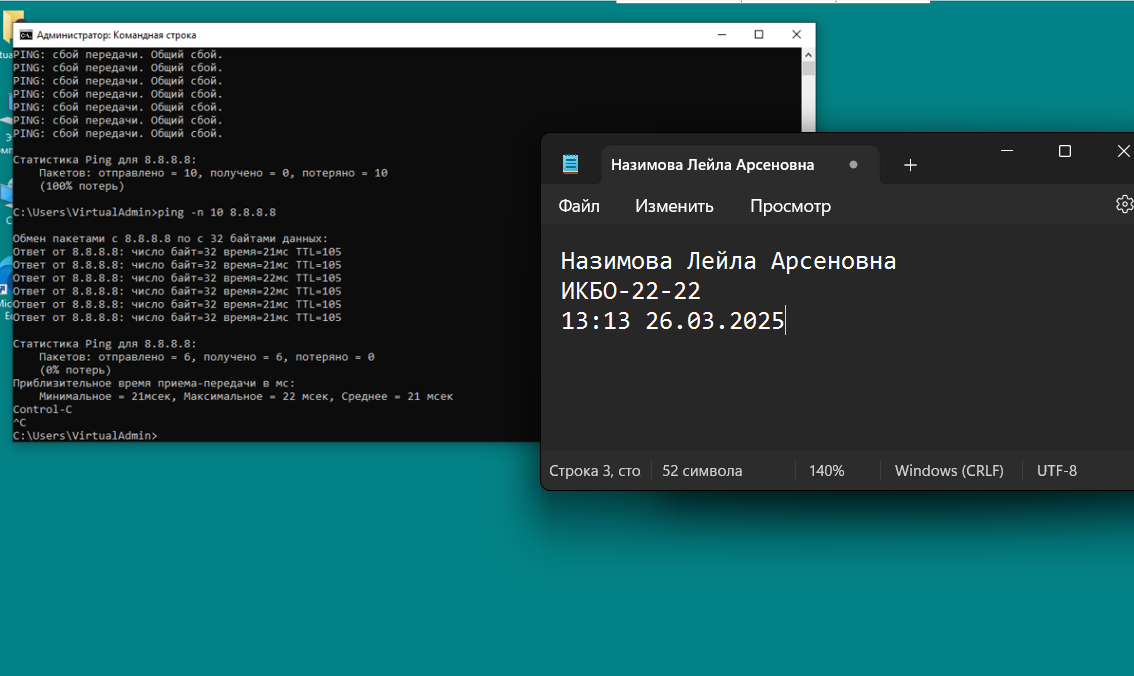 Администратор: Командная строка
PING: сбой передачи. Общий сбой.
PING: сбой передачи. Общий сбой.
PING: сбой передачи. Общий сбой.
PING: сбой передачи. Общий сбой.
PING: сбой передачи. Общий сбой.
PING: сбой передачи. Общий сбой.
PING: сбой передачи. Общий сбой.
Статистика Ping для 8.8.8.8:
Пакетов: отправлено = 10, получено = 0, потеряно = 10
(100% потерь)
C:\Users\VirtualAdmin>ping -n 10 8.8.8.8
Обмен пакетами с 8.8.8.8 по с 32 байтами данных:
Ответ от 8.8.8.8: число байт=32 время=21мс TTL=105
Ответ от 8.8.8.8: число байт=32 время=21мс TTL=105
Ответ от 8.8.8.8: число байт=32 время=22мс TTL=105
Ответ от 8.8.8.8: число байт=32 время=22мс TTL=105
Ответ от 8.8.8.8: число байт=32 время=21мс TTL=105
Ответ от 8.8.8.8: число байт=32 время=21мс TTL=105
Статистика Ping для 8.8.8.8:
Пакетов: отправлено = 6, получено = 6, потеряно = 0
(0% потерь)
Приблизительное время приема-передачи в мс:
Минимальное = 21мсек, Максимальное = 22 мсек, Среднее = 21 мсек
Control-C
^C
C:\Users\VirtualAdmin>
Назимова Лейла Арсеновна
Файл Изменить Просмотр
Назимова Лейла Арсеновна
ИКБО-22-22
13:13 26.03.2025
Строка 3, сто 52 символа 140% Windows (CRLF) UTF-8